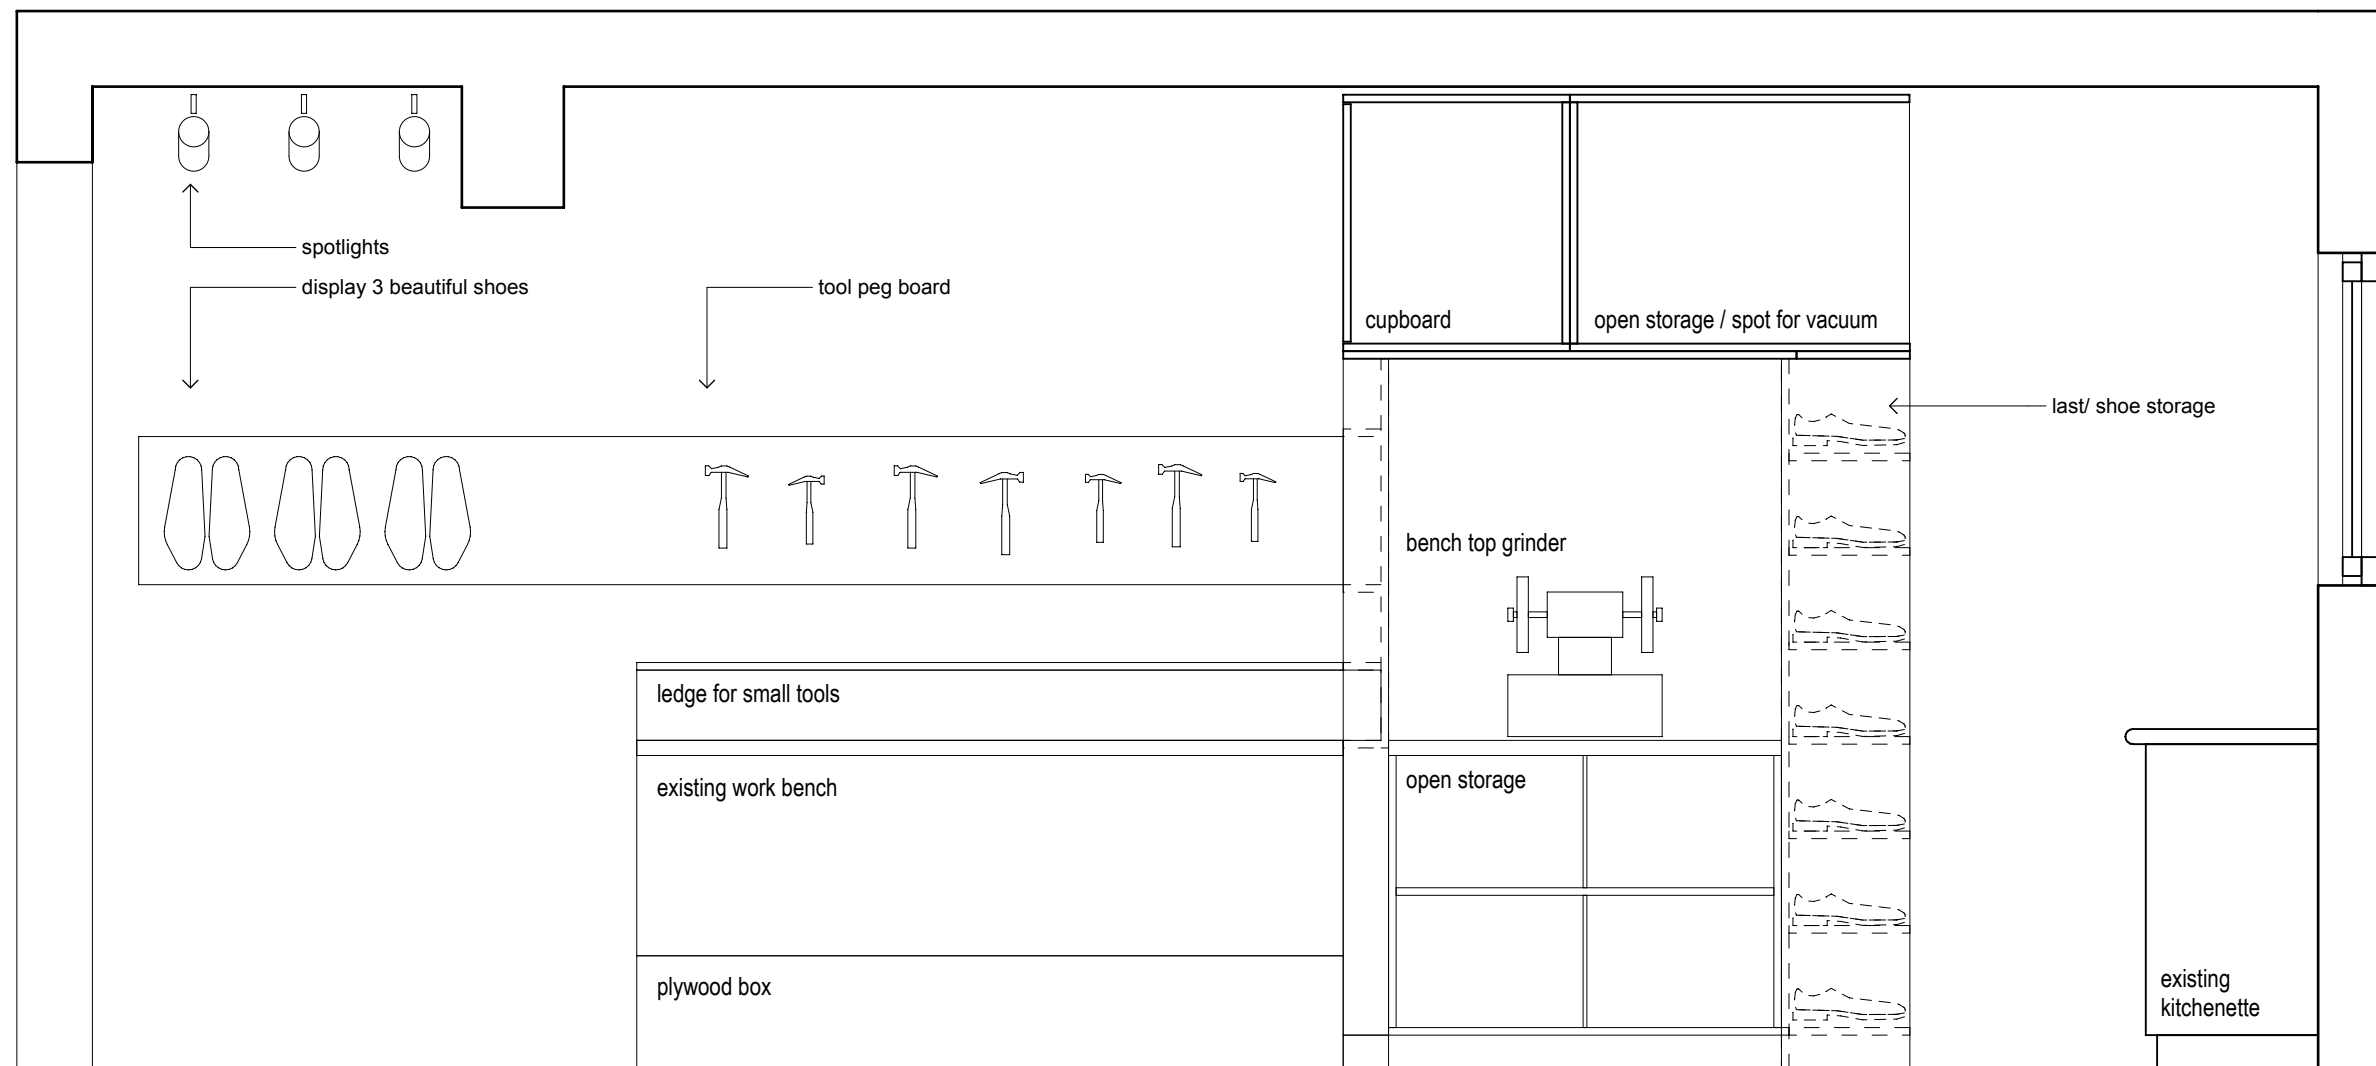 spotlights
display 3 beautiful shoes
tool peg board
cupboard
open storage / spot for vacuum
last/ shoe storage
bench top grinder
ledge for small tools
existing work bench
open storage
plywood box
existing
kitchenette